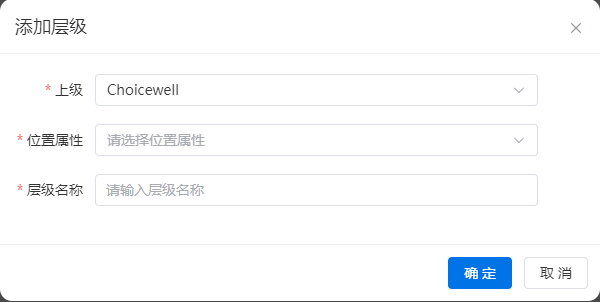 添加层级
* 上级 Choicewell
* 位置属性 请选择位置属性
* 层级名称 请输入层级名称
确 定 取 消